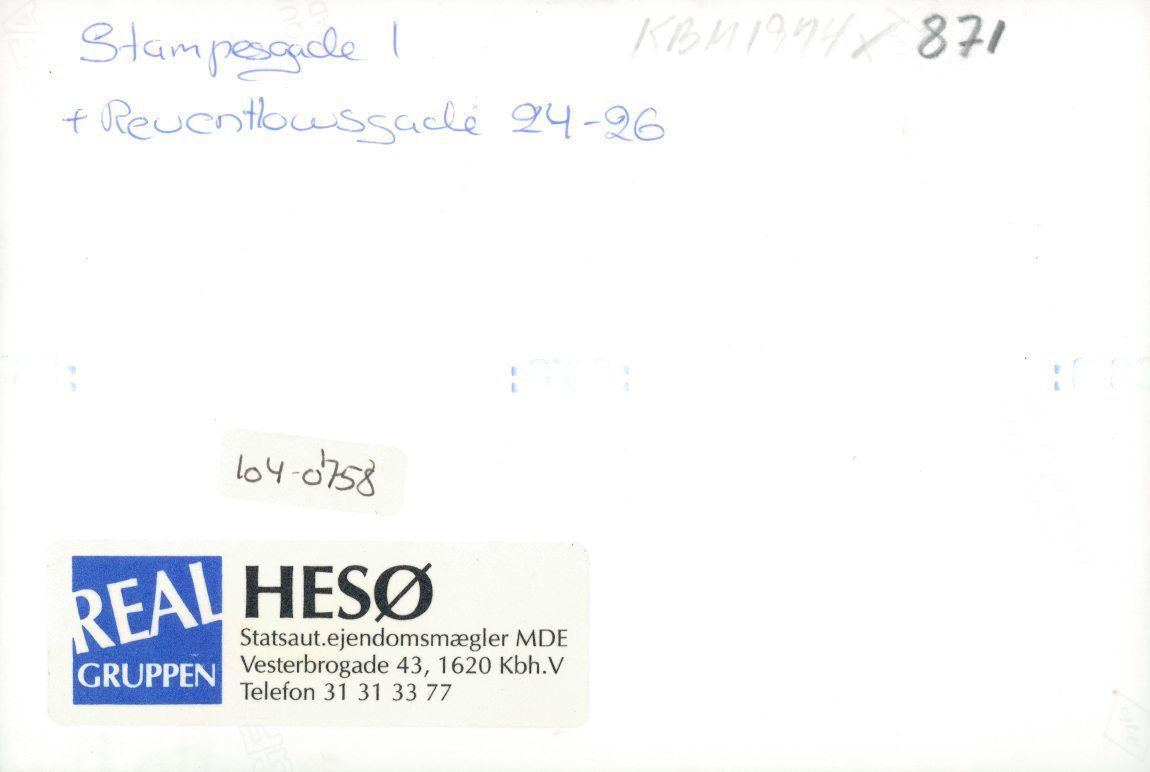 Stampesgade 1
KBM1974x 871
+ Reventlowsgade 24-26
104-0758
REAL
GRUPPEN
HESØ
Statsaut.ejendomsmægler MDE
Vesterbrogade 43, 1620 Kbh.V
Telefon 31 31 33 77